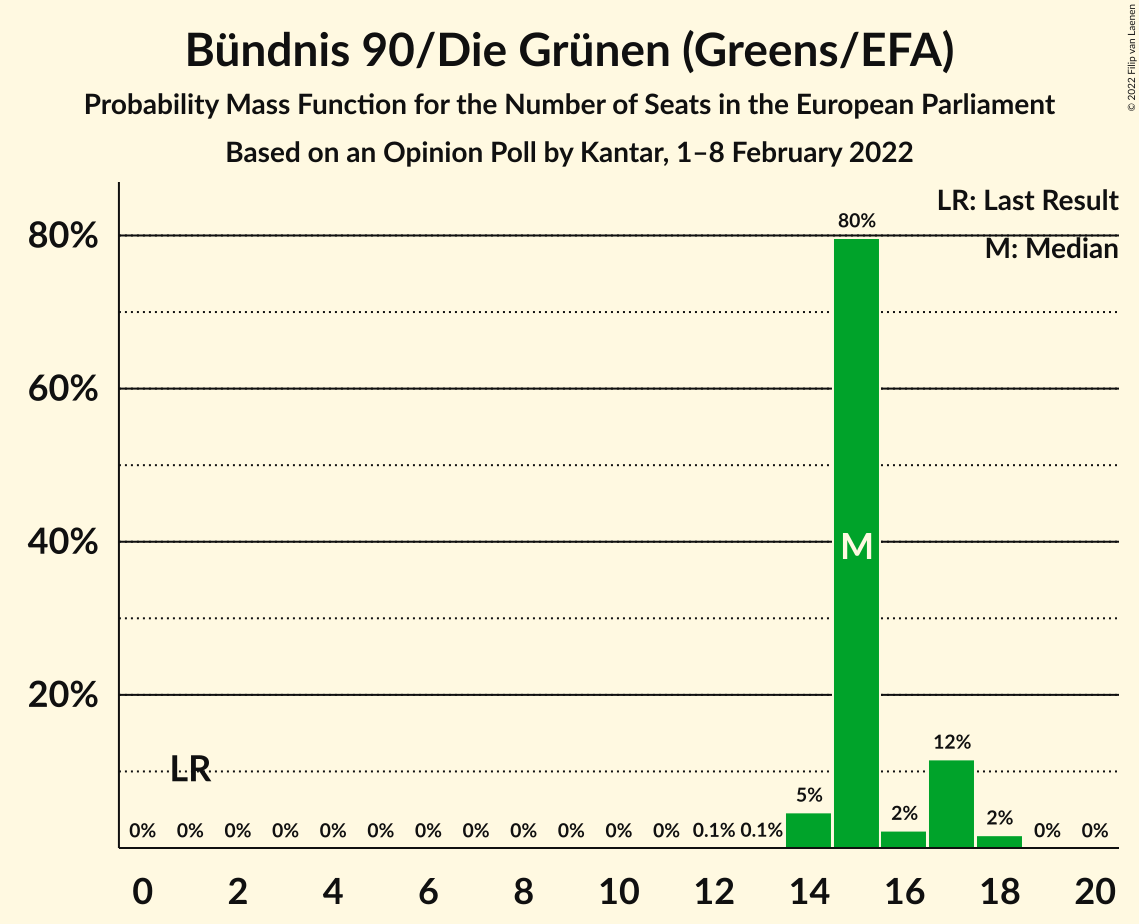 Bündnis 90/Die Grünen (Greens/EFA)
Probability Mass Function for the Number of Seats in the European Parliament
Based on an Opinion Poll by Kantar, 1–8 February 2022
© 2022 Filip van Laenen
LR: Last Result
M: Median
80%
60%
40%
20%
80%
M
LR
0% 0% 0% 0% 0% 0% 0% 0% 0% 0% 0% 0% 0.1% 0.1% 5% 2% 12% 2% 0% 0%
0 2 4 6 8 10 12 14 16 18 20